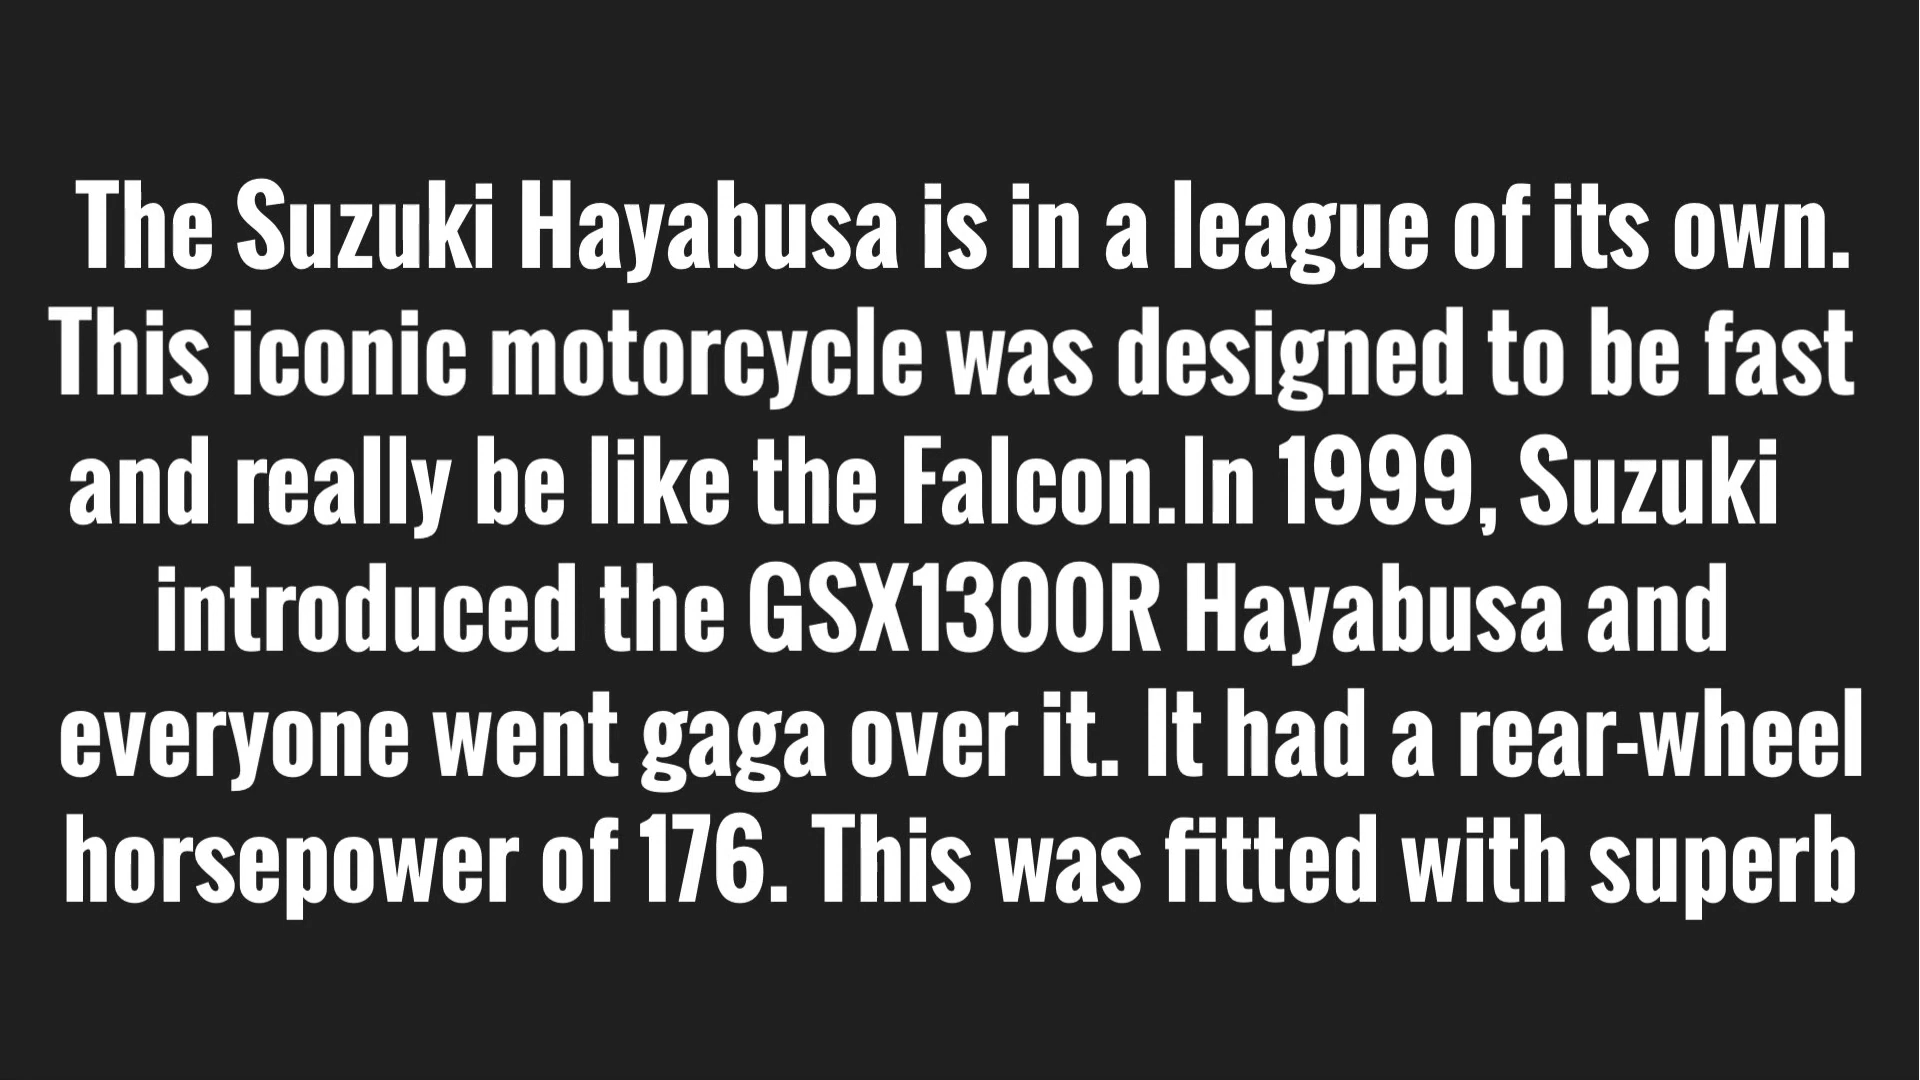 The Suzuki Hayabusa is in a league of its own.
This iconic motorcycle was designed to be fast
and really be like the Falcon.In 1999, Suzuki
introduced the GSX1300R Hayabusa and
everyone went gaga over it. It had a rear-wheel
horsepower of 176. This was fitted with superb